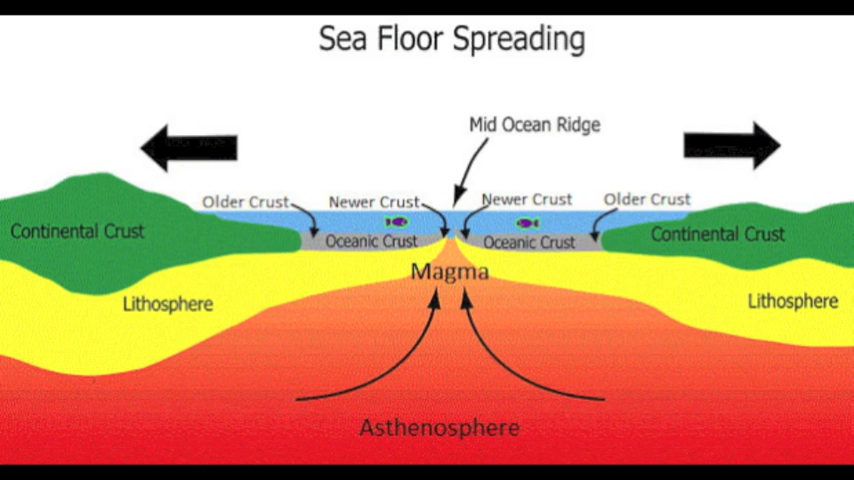 Sea Floor Spreading
Mid Ocean Ridge
Older Crust
Newer Crust
Newer Crust
Older Crust
Continental Crust
Oceanic Crust
Oceanic Crust
Continental Crust
Magma
Lithosphere
Lithosphere
Asthenosphere